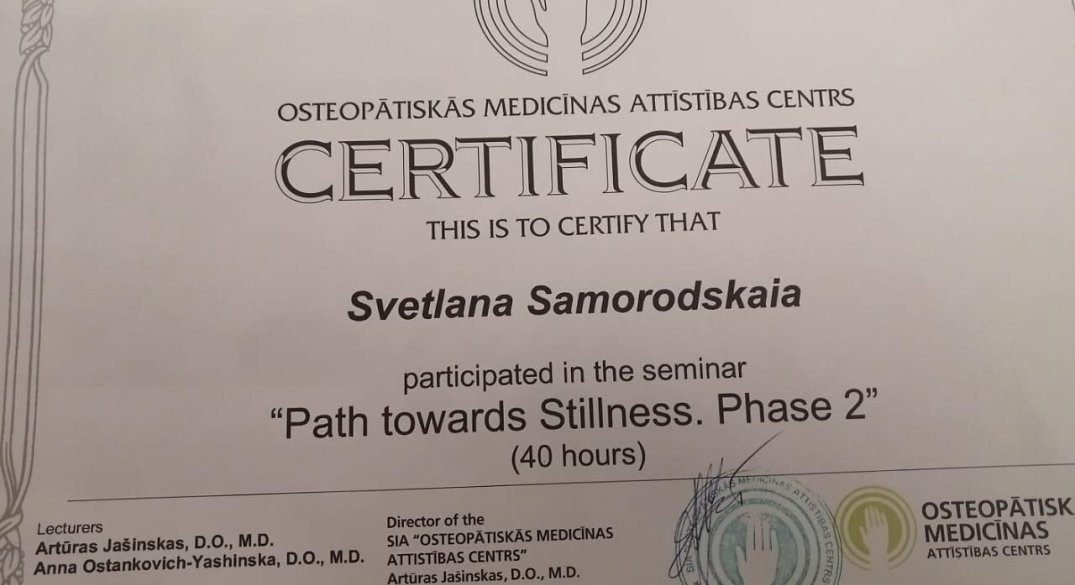 OSTEOPĀTISKĀS MEDICĪNAS ATTĪSTĪBAS CENTRS
CERTIFICATE
THIS IS TO CERTIFY THAT
Svetlana Samorodskaia
participated in the seminar
“Path towards Stillness. Phase 2”
(40 hours)
Lecturers
Artūras Jašinskas, D.O., M.D.
Anna Ostankovich-Yashinska, D.O., M.D.
Director of the
SIA “OSTEOPĀTISKĀS MEDICĪNAS
ATTĪSTĪBAS CENTRS”
Artūras Jašinskas, D.O., M.D.
OSTEOPĀTISK
MEDICĪNAS
ATTĪSTĪBAS CENTRS